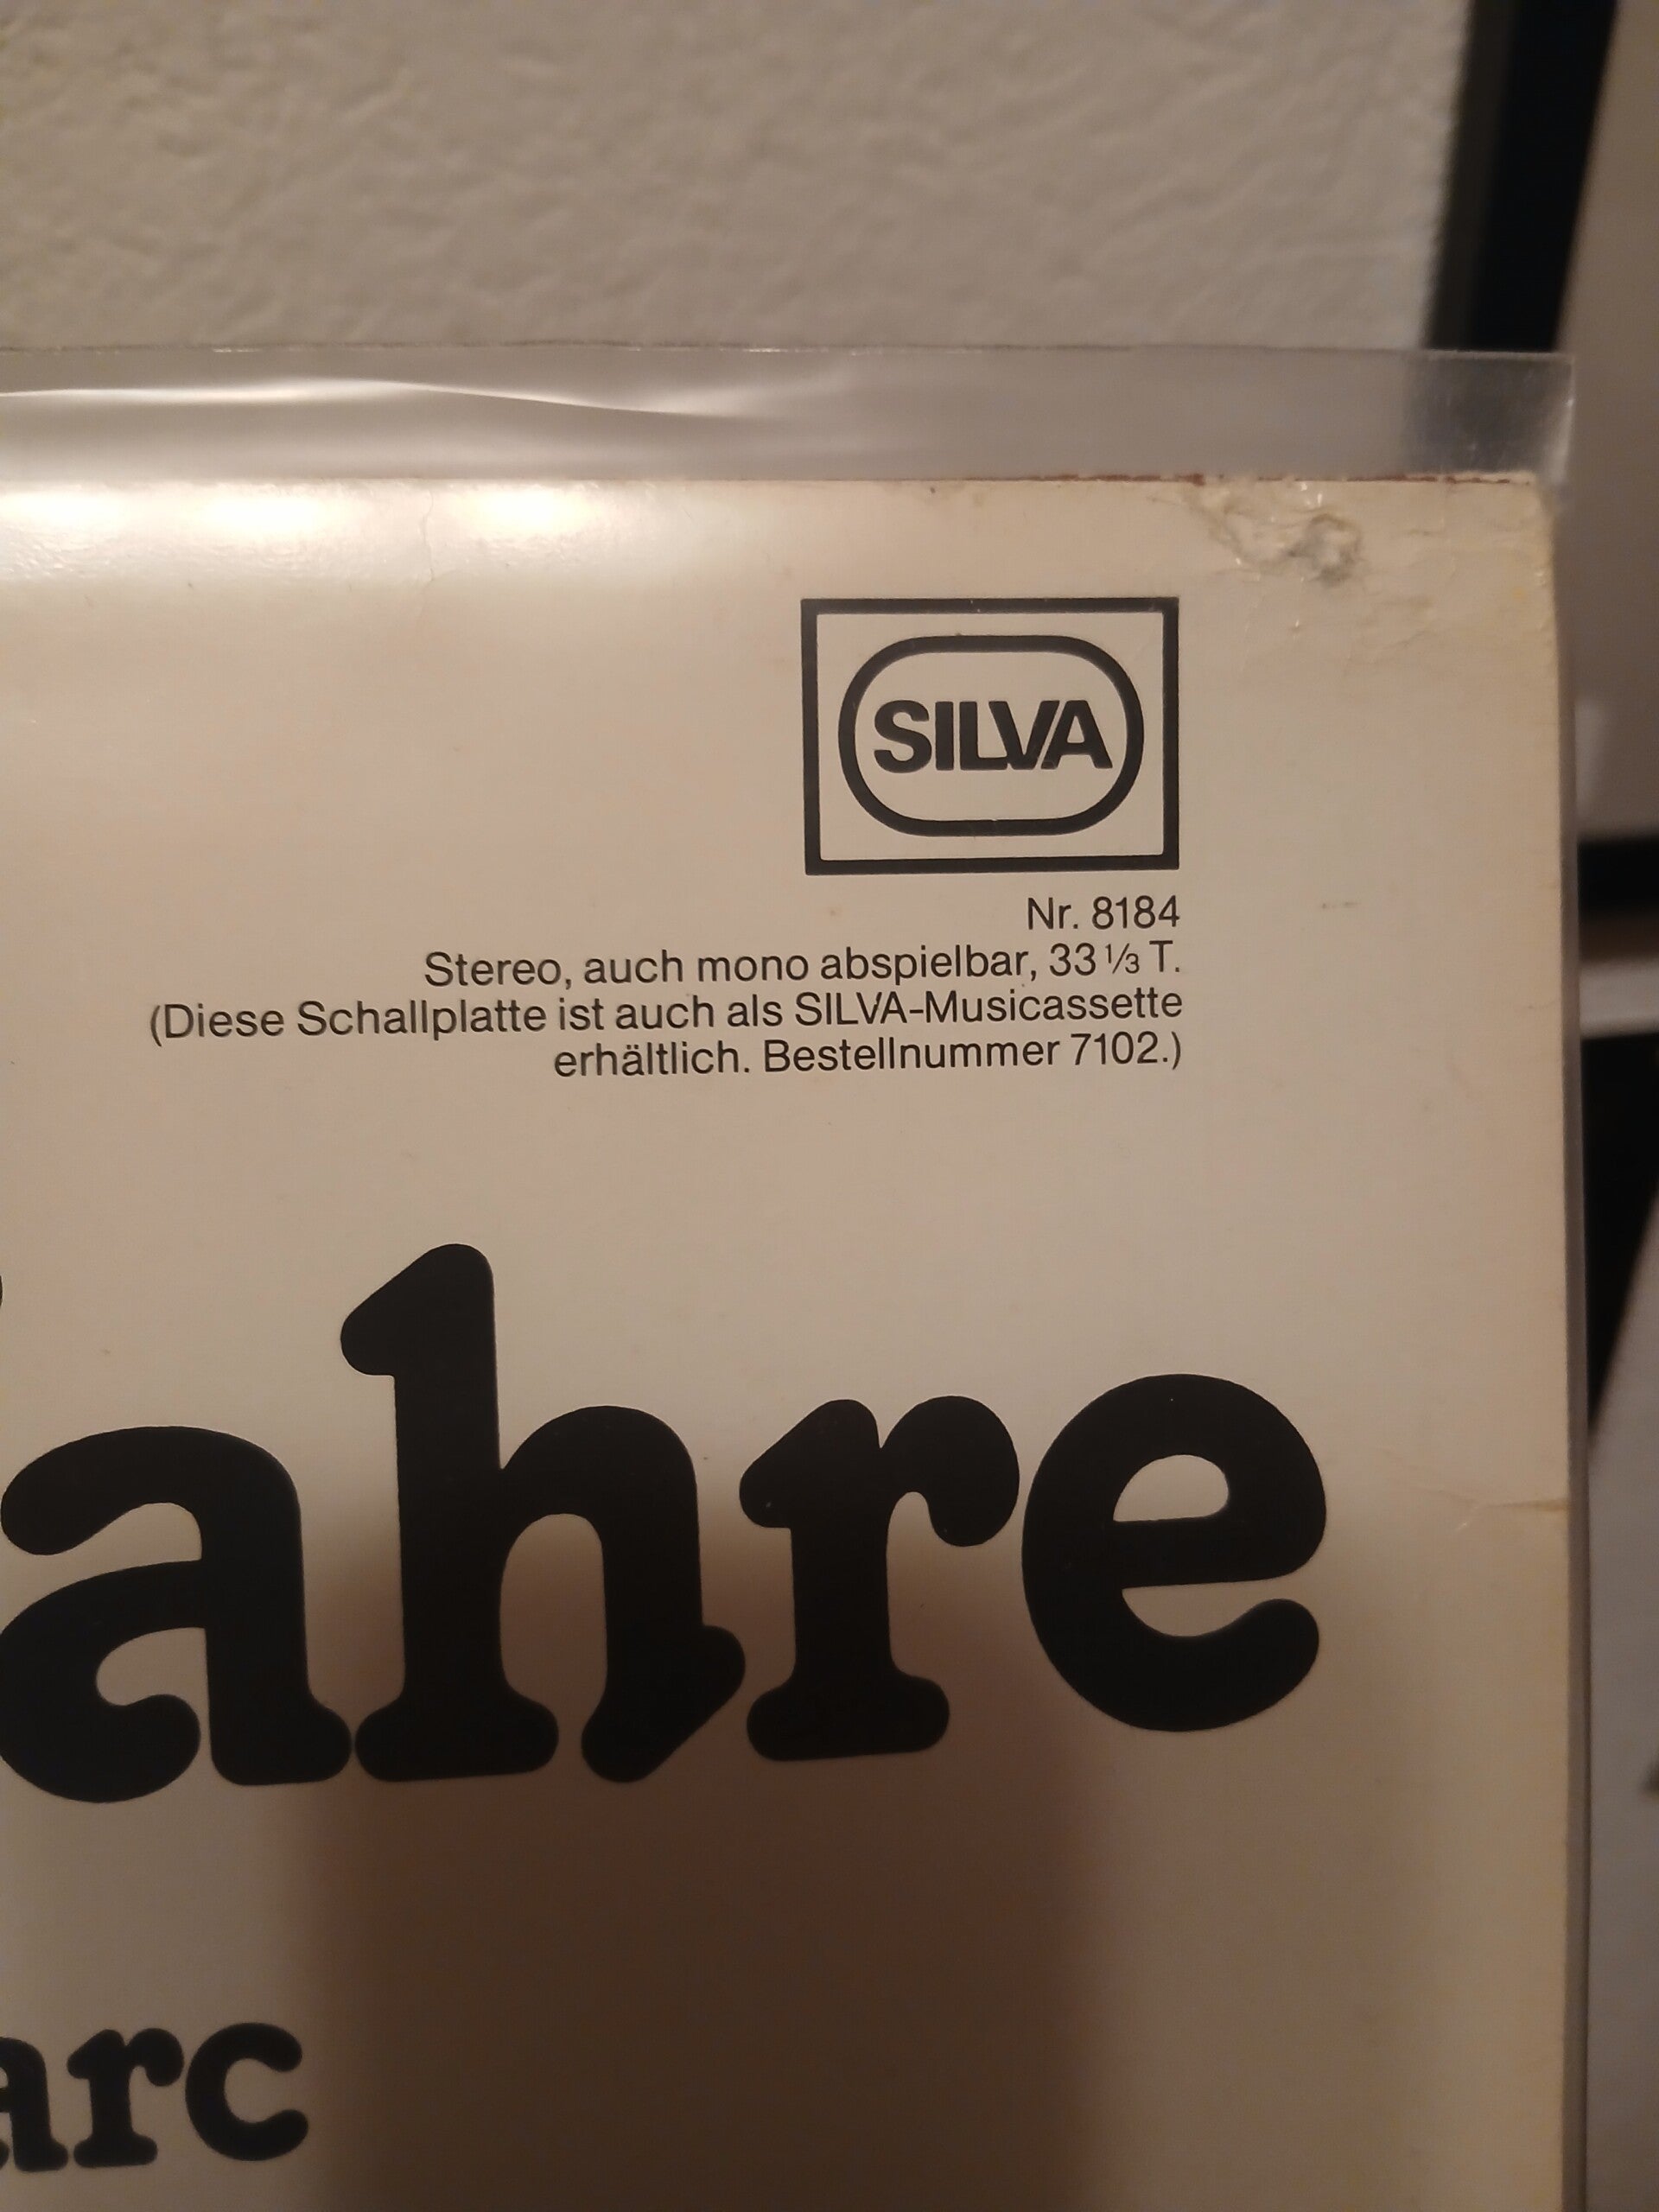 SILVA
Nr. 8184
Stereo, auch mono abspielbar, 33 ⅓ T.
(Diese Schallplatte ist auch als SILVA-Musicassette
erhältlich. Bestellnummer 7102.)
ahre
arc